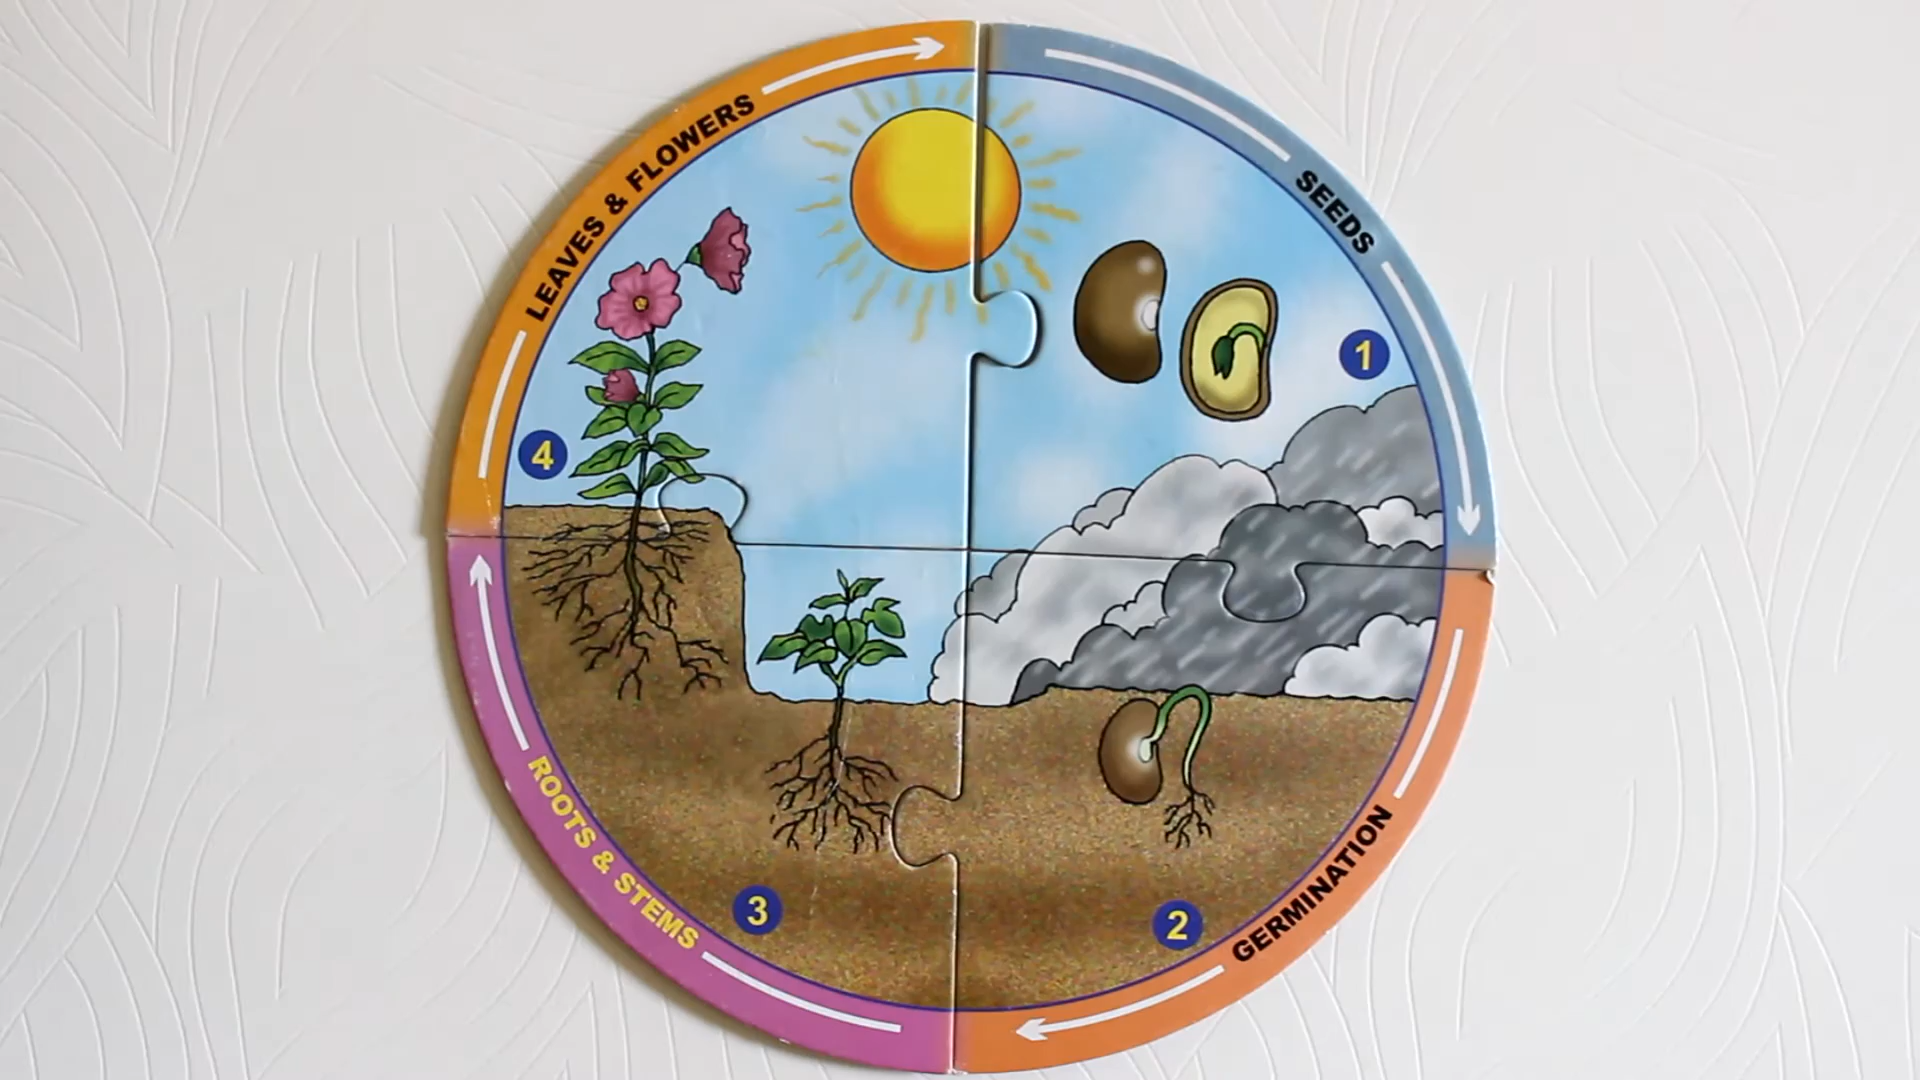 SEEDS
1
GERMINATION
2
ROOTS & STEMS
3
LEAVES & FLOWERS
4